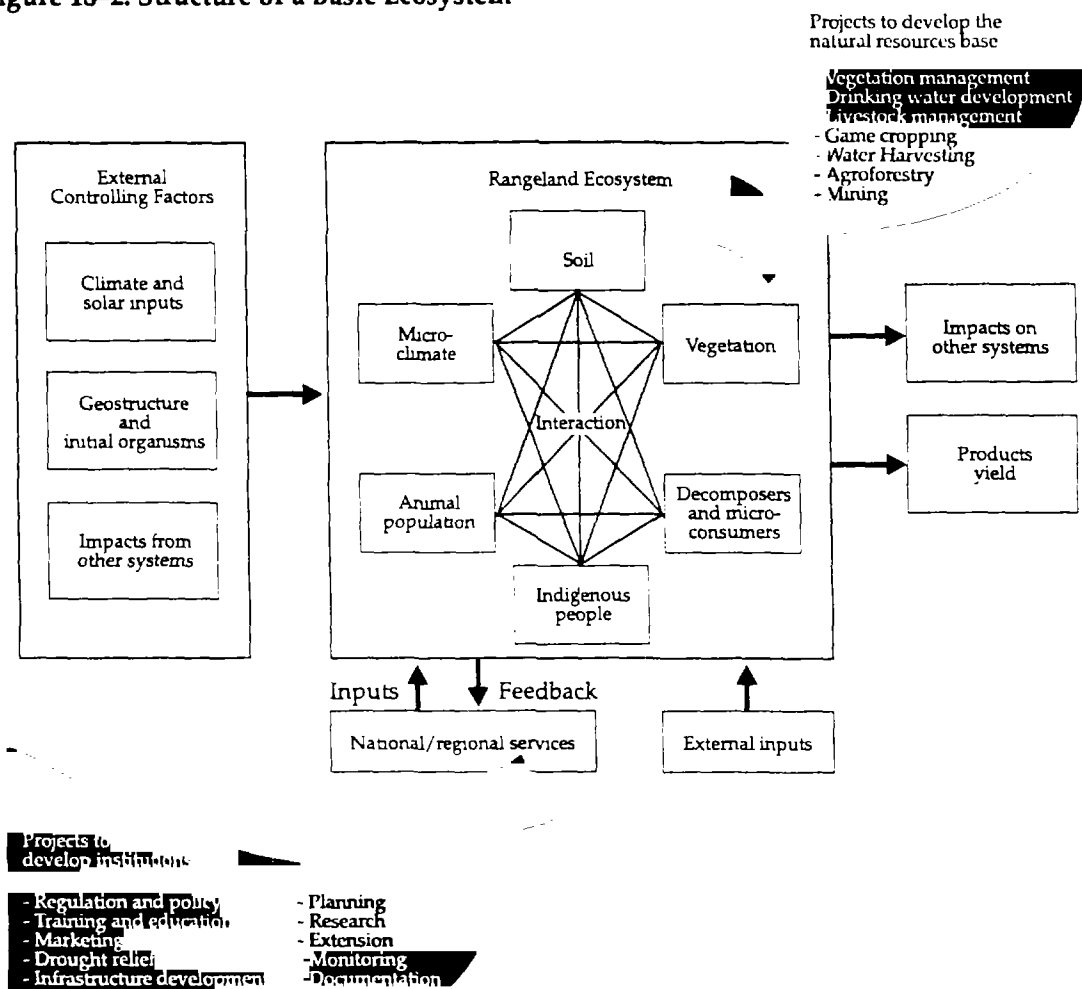 Figure 18-2. Structure of a Basic Ecosystem
Projects to develop the
natural resources base
Vegetation management
Drinking water development
Livestock management
- Game cropping
- Water Harvesting
- Agroforestry
- Mining
External
Controlling Factors
Climate and
solar inputs
Geostructure
and
initial organisms
Impacts from
other systems
Rangeland Ecosystem
Soil
Micro-
climate
Vegetation
Interaction
Animal
population
Decomposers
and micro-
consumers
Indigenous
people
Impacts on
other systems
Products
yield
Inputs
Feedback
National/regional services
External inputs
Projects to
develop institutions
- Regulation and policy
- Training and education
- Marketing
- Drought relief
- Infrastructure development
- Planning
- Research
- Extension
-Monitoring
-Documentation